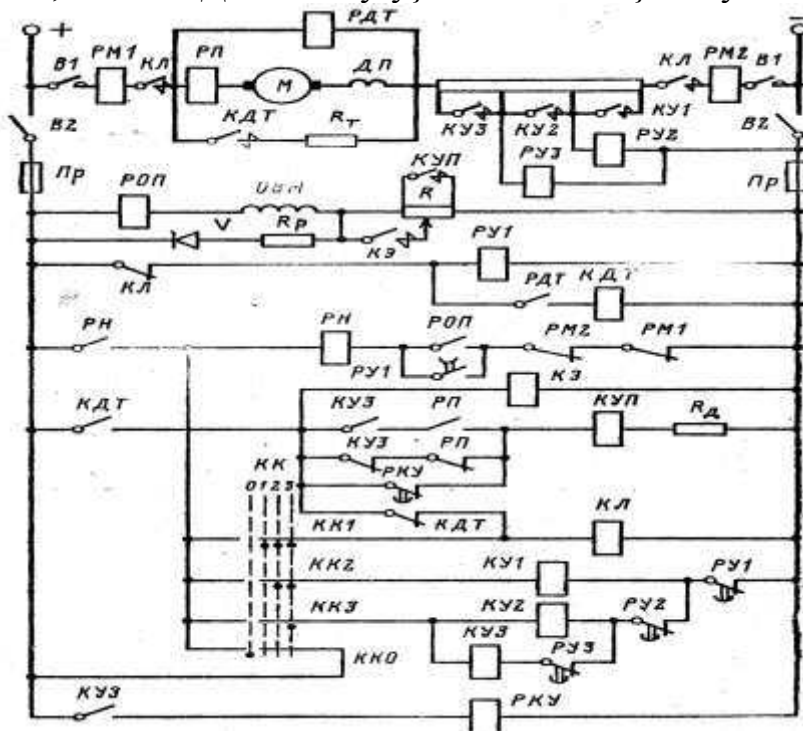 + РДТ −
В1 РМ1 КЛ РП М ДП КЛ РМ2 В1
КДТ Rт КУ3 КУ2 КУ1
В2 РУ2 В2
Пр РУ3 Пр
РОП КУП
R
V Rр КЭ РУ1
КЛ РДТ КДТ
РН РН РОП РМ2 РМ1
РУ1
КЭ
КДТ КУ3 РП КУП Rд
КУ3 РП
КК РКУ
0 1 2 3 КЛ
КК1 КДТ
КК2 КУ1 РУ1
КК3 КУ2 РУ2
КУ3 РУ3
КК0
КУ3 РКУ